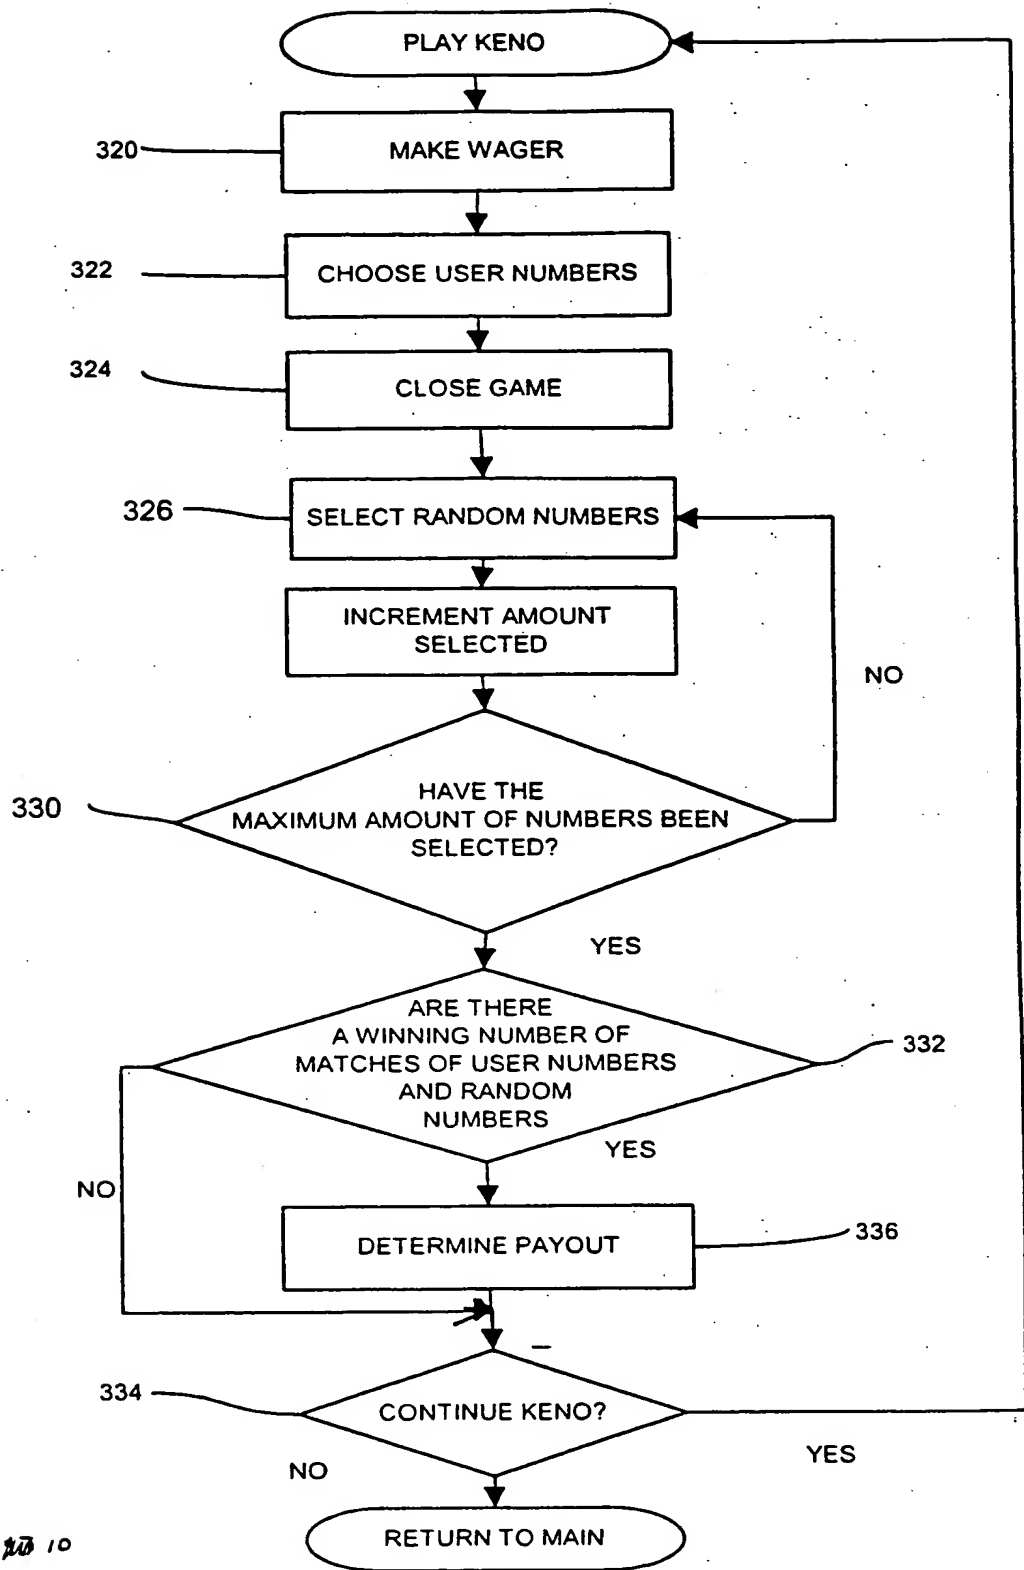 PLAY KENO
320
MAKE WAGER
322
CHOOSE USER NUMBERS
324
CLOSE GAME
326
SELECT RANDOM NUMBERS
INCREMENT AMOUNT
SELECTED
NO
330
HAVE THE
MAXIMUM AMOUNT OF NUMBERS BEEN
SELECTED?
YES
ARE THERE
A WINNING NUMBER OF
MATCHES OF USER NUMBERS
AND RANDOM
NUMBERS
332
YES
NO
DETERMINE PAYOUT
336
334
CONTINUE KENO?
YES
NO
RETURN TO MAIN
10